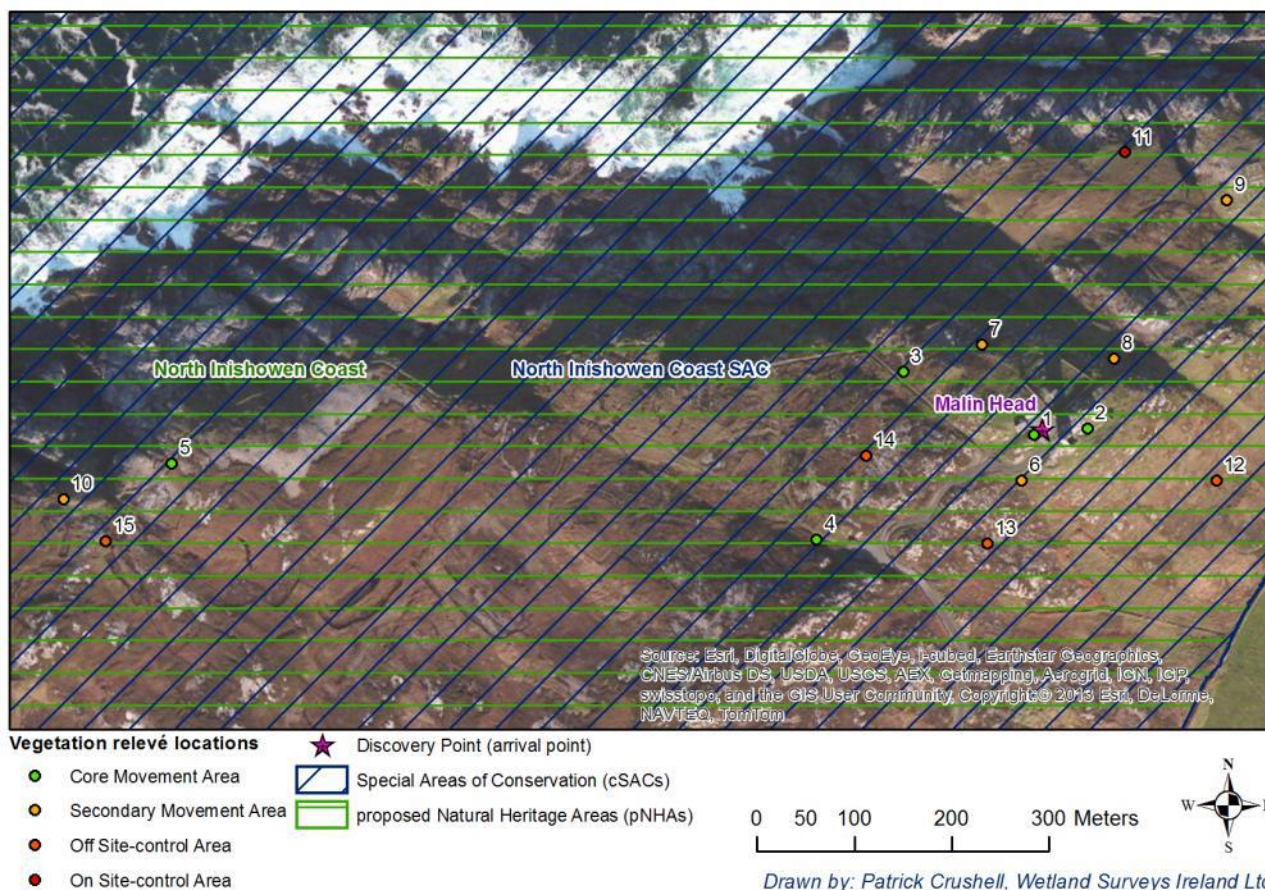 11
9
7
8
3
North Inishowen Coast
North Inishowen Coast SAC
Malin Head
1
2
14
5
6
12
10
15
4
13
Source: Esri, DigitalGlobe, GeoEye, i-cubed, Earthstar Geographics,
CNES/Airbus DS, USDA, USGS, AEX, Getmapping, Aerogrid, IGN, IGP,
swisstopo, and the GIS User Community, Copyright:© 2013 Esri, DeLorme,
NAVTEQ, TomTom
Vegetation relevé locations
Core Movement Area
Secondary Movement Area
Off Site-control Area
On Site-control Area
Discovery Point (arrival point)
Special Areas of Conservation (cSACs)
proposed Natural Heritage Areas (pNHAs)
0 50 100 200 300 Meters
N
W
S
Drawn by: Patrick Crushell, Wetland Surveys Ireland Ltd